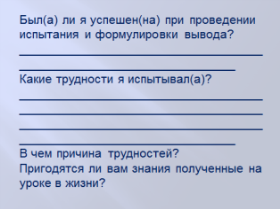 Был(а) ли я успешен(на) при проведении
испытания и формулировки вывода?
Какие трудности я испытывал(а)?
В чем причина трудностей?
Пригодятся ли вам знания полученные на
уроке в жизни?